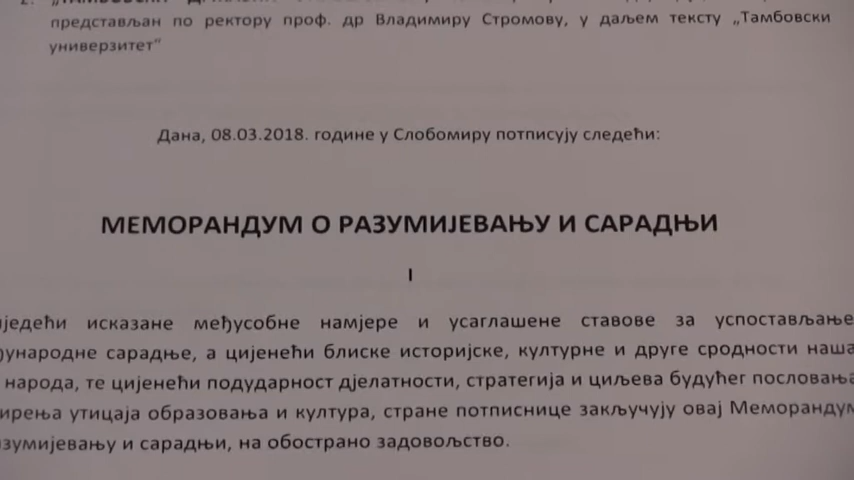 представљан по ректору проф. др Владимиру Стромову, у даљем тексту „Тамбовски
универзитет“
Дана, 08.03.2018. године у Слобомиру потписују следећи:
МЕМОРАНДУМ О РАЗУМИЈЕВАЊУ И САРАДЊИ
I
исказане међусобне намјере и усаглашене ставове за успостављање
сарадње, а цијенећи блиске историјске, културне и друге сродности наша
народа, те цијенећи подударност дјелатности, стратегија и циљева будућег пословања
утицаја образовања и култура, стране потписнице закључују овај Меморандум
и сарадњи, на обострано задовољство.